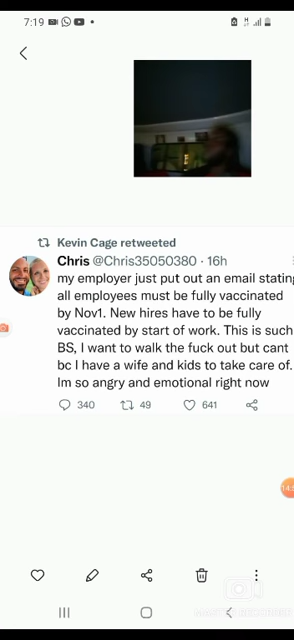 7:19
Kevin Cage retweeted
Chris @Chris35050380 · 16h
my employer just put out an email stating
all employees must be fully vaccinated
by Nov1. New hires have to be fully
vaccinated by start of work. This is such
BS, I want to walk the fuck out but cant
bc I have a wife and kids to take care of.
Im so angry and emotional right now
340 49 641